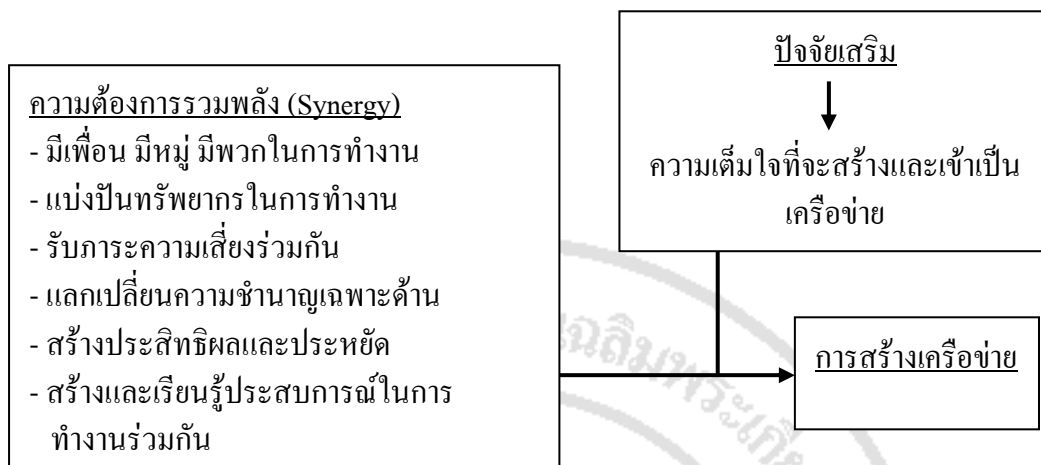 ความต้องการรวมพลัง (Synergy)
- มีเพื่อน มีหมู่ มีพวกในการทำงาน
- แบ่งปันทรัพยากรในการทำงาน
- รับภาระความเสี่ยงร่วมกัน
- แลกเปลี่ยนความชำนาญเฉพาะด้าน
- สร้างประสิทธิผลและประหยัด
- สร้างและเรียนรู้ประสบการณ์ในการ
ทำงานร่วมกัน
ปัจจัยเสริม
ความเต็มใจที่จะสร้างและเข้าเป็น
เครือข่าย
การสร้างเครือข่าย